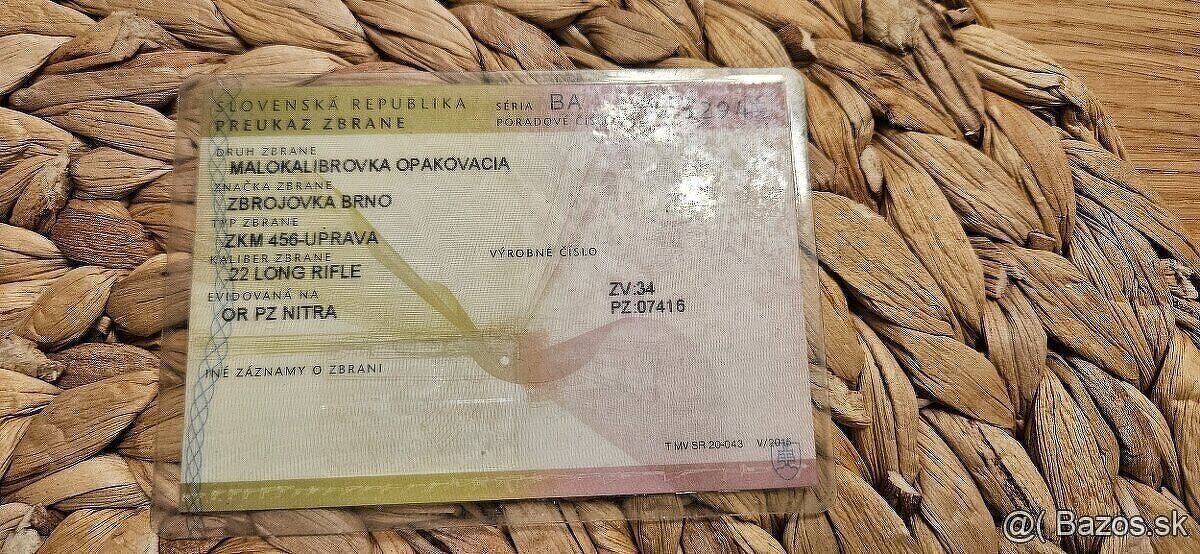 SLOVENSKÁ REPUBLIKA SÉRIA BA
PREUKAZ ZBRANE PORADOVÉ
DRUH ZBRANE
MALOKALIBROVKA OPAKOVACIA
ZNAČKA ZBRANE
ZBROJOVKA BRNO
TYP ZBRANE
ZKM 456-UPRAVA
VÝROBNÉ ČÍSLO
KALIBER ZBRANE
22 LONG RIFLE
ZV:34
EVIDOVANÁ NA
PZ:07416
OR PZ NITRA
INÉ ZÁZNAMY O ZBRANI
T MV SR 20-043 V/2015
@( Bazos.sk